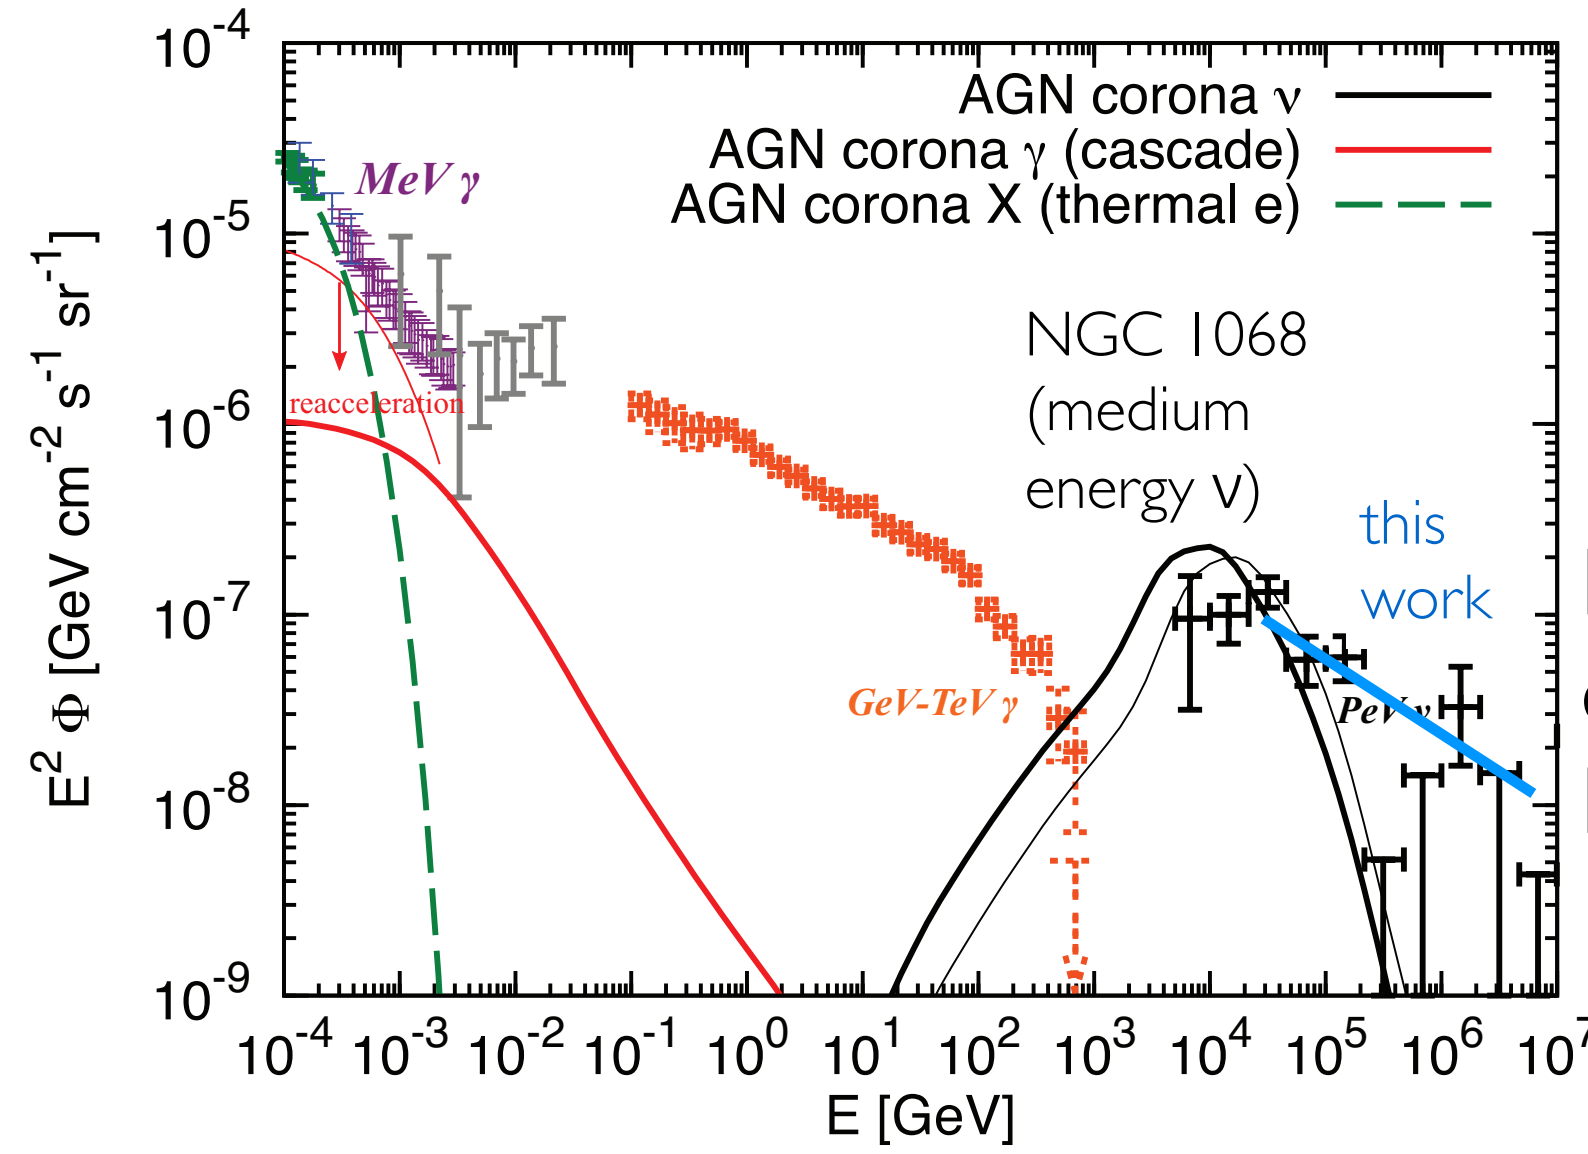 AGN corona ν
AGN corona γ (cascade)
AGN corona X (thermal e)
MeV γ
reacceleration
NGC 1068
(medium
energy ν)
this
work
GeV-TeV γ
PeV ν
E² Φ [GeV cm⁻² s⁻¹ sr⁻¹]
10⁻⁴
10⁻⁵
10⁻⁶
10⁻⁷
10⁻⁸
10⁻⁹
10⁻⁴ 10⁻³ 10⁻² 10⁻¹ 10⁰ 10¹ 10² 10³ 10⁴ 10⁵ 10⁶ 10⁷
E [GeV]